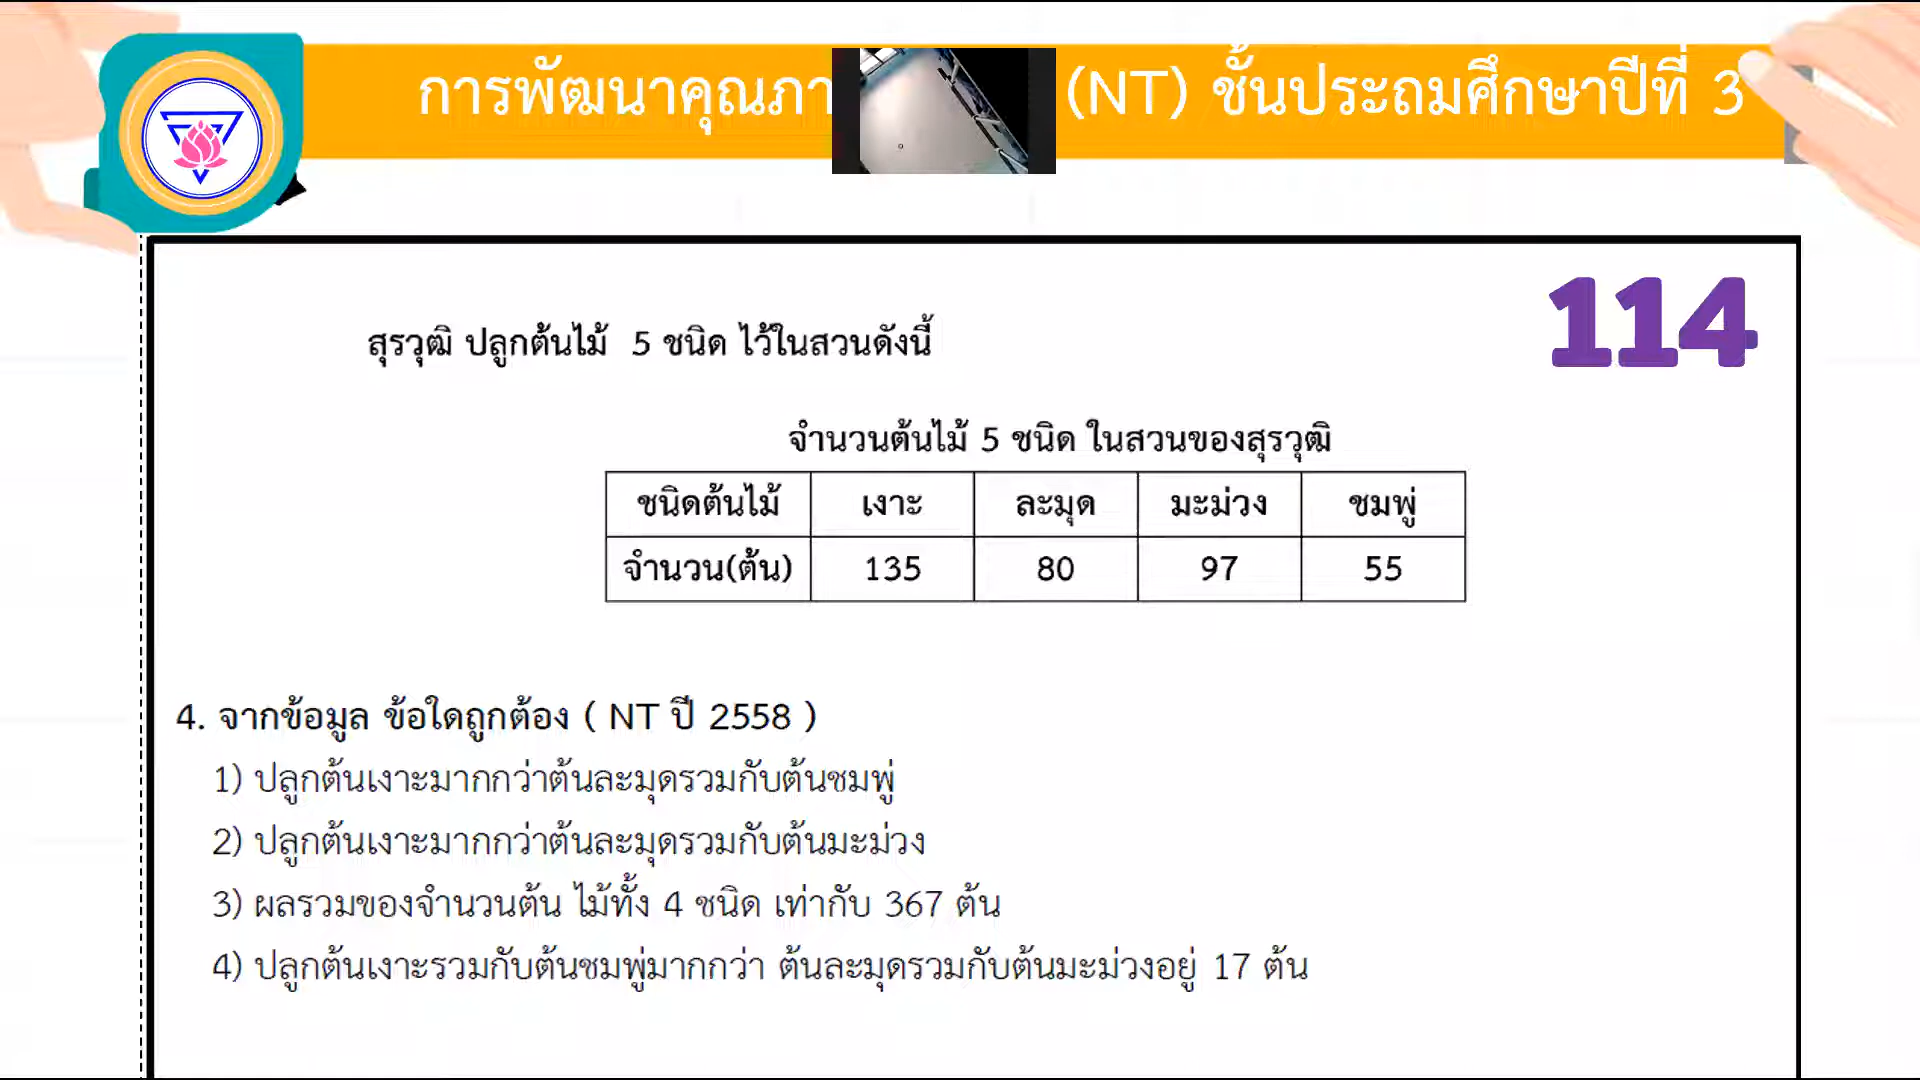 การพัฒนาคุณภา (NT) ชั้นประถมศึกษาปีที่ 3
114
สุรวุฒิ ปลูกต้นไม้ 5 ชนิด ไว้ในสวนดังนี้
จำนวนต้นไม้ 5 ชนิด ในสวนของสุรวุฒิ
ชนิดต้นไม้ เงาะ ละมุด มะม่วง ชมพู่
จำนวน(ต้น) 135 80 97 55
4. จากข้อมูล ข้อใดถูกต้อง ( NT ปี 2558 )
1) ปลูกต้นเงาะมากกว่าต้นละมุดรวมกับต้นชมพู่
2) ปลูกต้นเงาะมากกว่าต้นละมุดรวมกับต้นมะม่วง
3) ผลรวมของจำนวนต้น ไม้ทั้ง 4 ชนิด เท่ากับ 367 ต้น
4) ปลูกต้นเงาะรวมกับต้นชมพู่มากกว่า ต้นละมุดรวมกับต้นมะม่วงอยู่ 17 ต้น